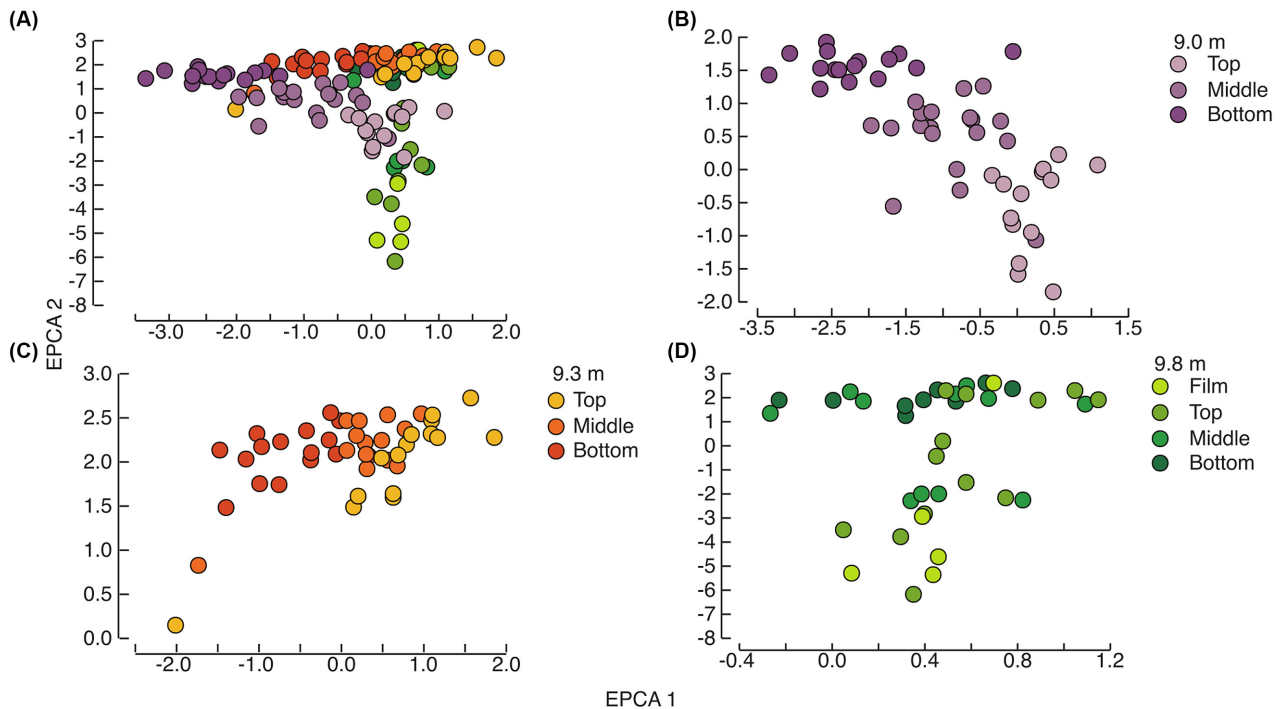 (A)
3
2
1
0
-1
-2
-3
-4
-5
-6
-7
-8
-3.0 -2.0 -1.0 0.0 1.0 2.0
(B)
2.0
1.5
1.0
0.5
0.0
-0.5
-1.0
-1.5
-2.0
-3.5 -2.5 -1.5 -0.5 0.5 1.5
9.0 m
Top
Middle
Bottom
EPCA 2
(C)
3.0
2.5
2.0
1.5
1.0
0.5
0.0
-2.0 -1.0 0.0 1.0 2.0
9.3 m
Top
Middle
Bottom
(D)
3
2
1
0
-1
-2
-3
-4
-5
-6
-7
-8
-0.4 0.0 0.4 0.8 1.2
9.8 m
Film
Top
Middle
Bottom
EPCA 1